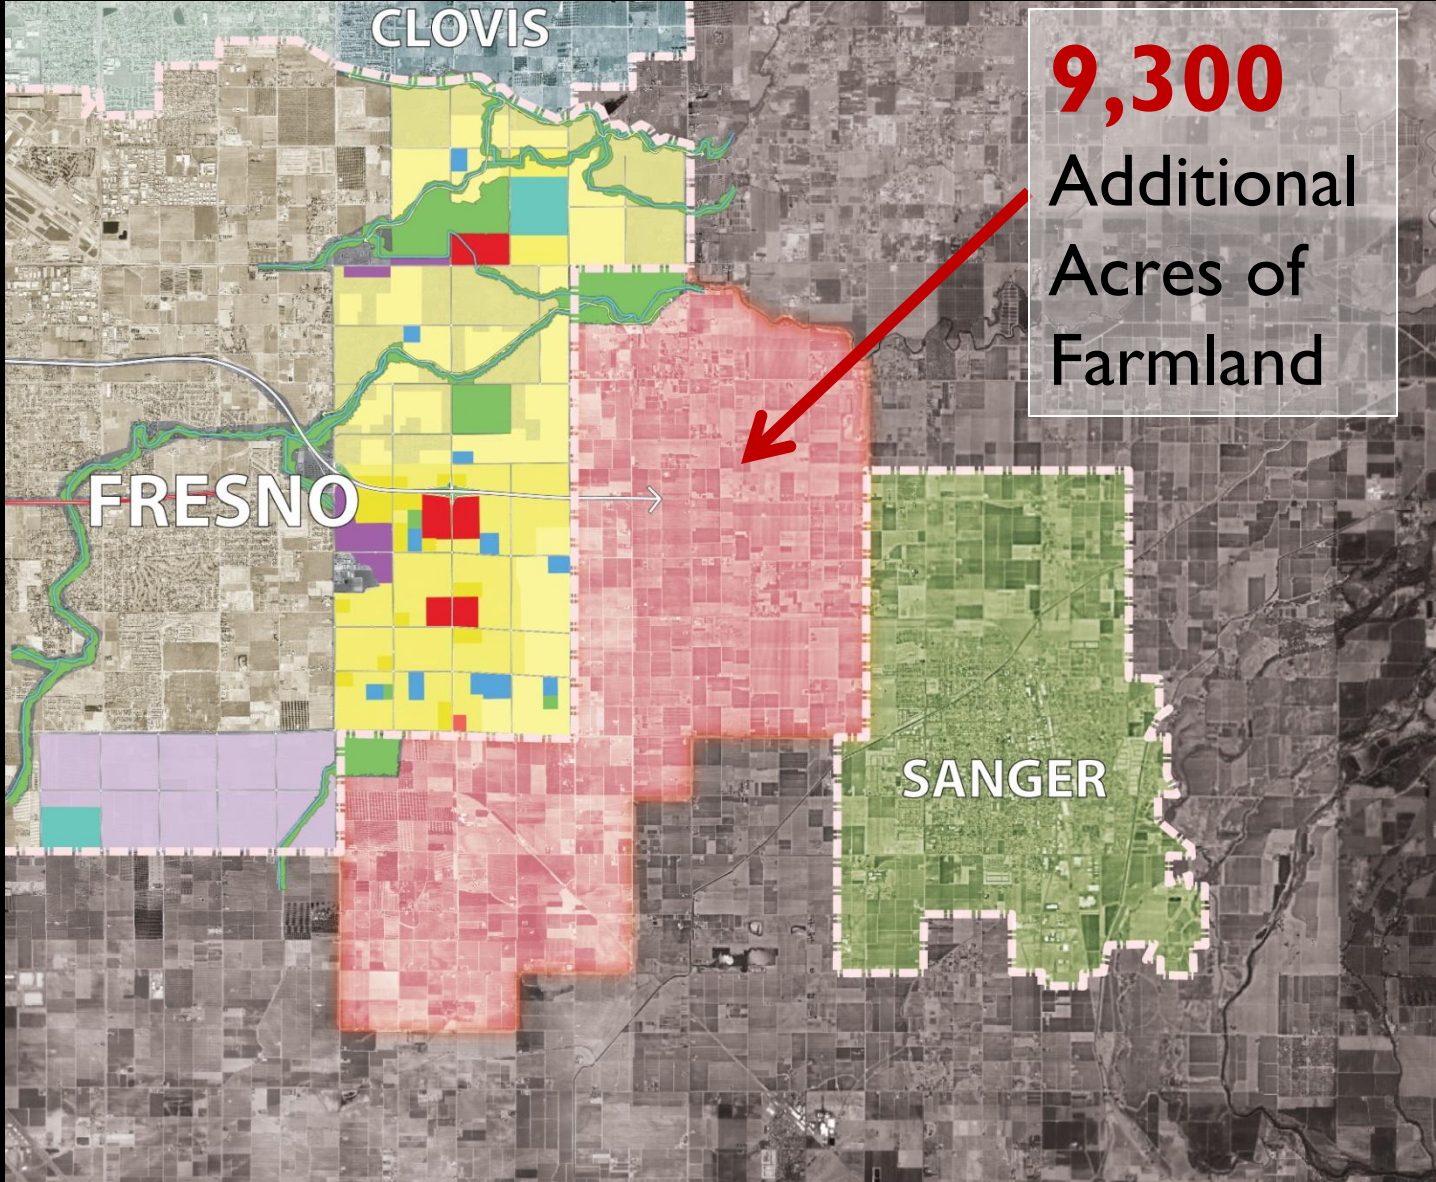 CLOVIS
9,300
Additional
Acres of
Farmland
FRESNO
SANGER